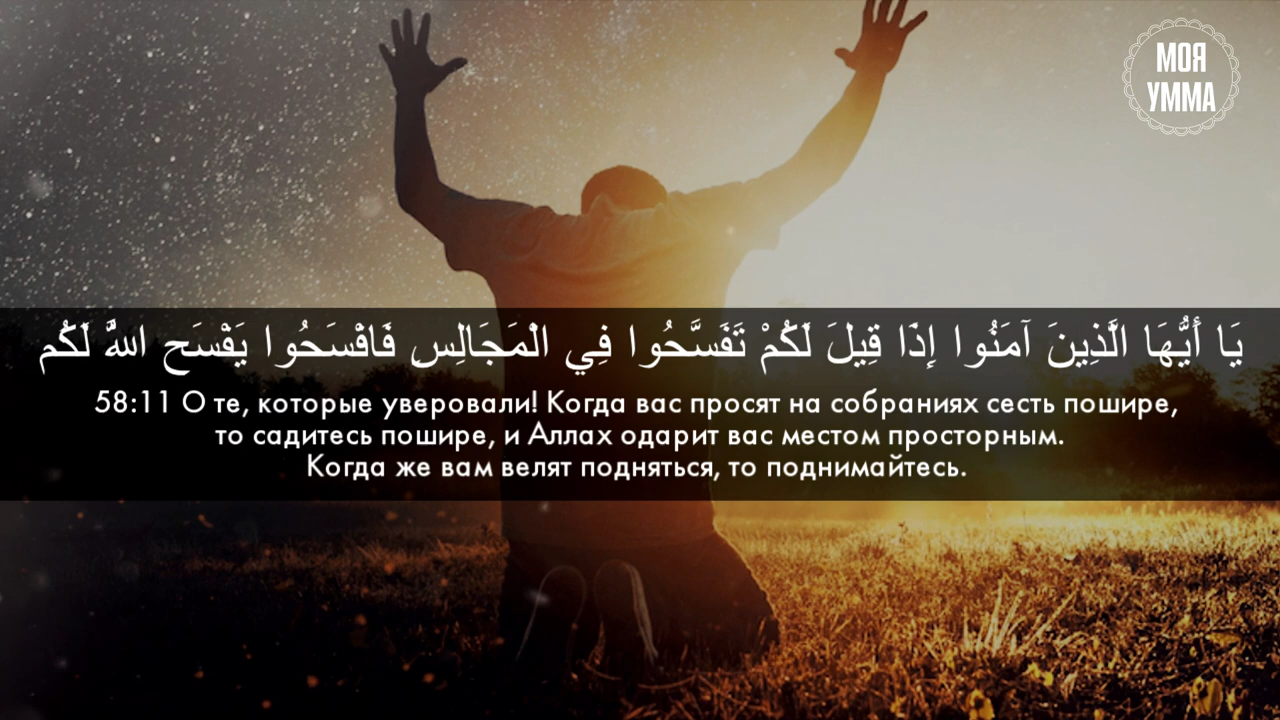 МОЯ
УММА
يَا أَيُّهَا الَّذِينَ آمَنُوا إِذَا قِيلَ لَكُمْ تَفَسَّحُوا فِي الْمَجَالِسِ فَافْسَحُوا يَفْسَحِ اللَّهُ لَكُم
58:11 О те, которые уверовали! Когда вас просят на собраниях сесть пошире,
то садитесь пошире, и Аллах одарит вас местом просторным.
Когда же вам велят подняться, то поднимайтесь.